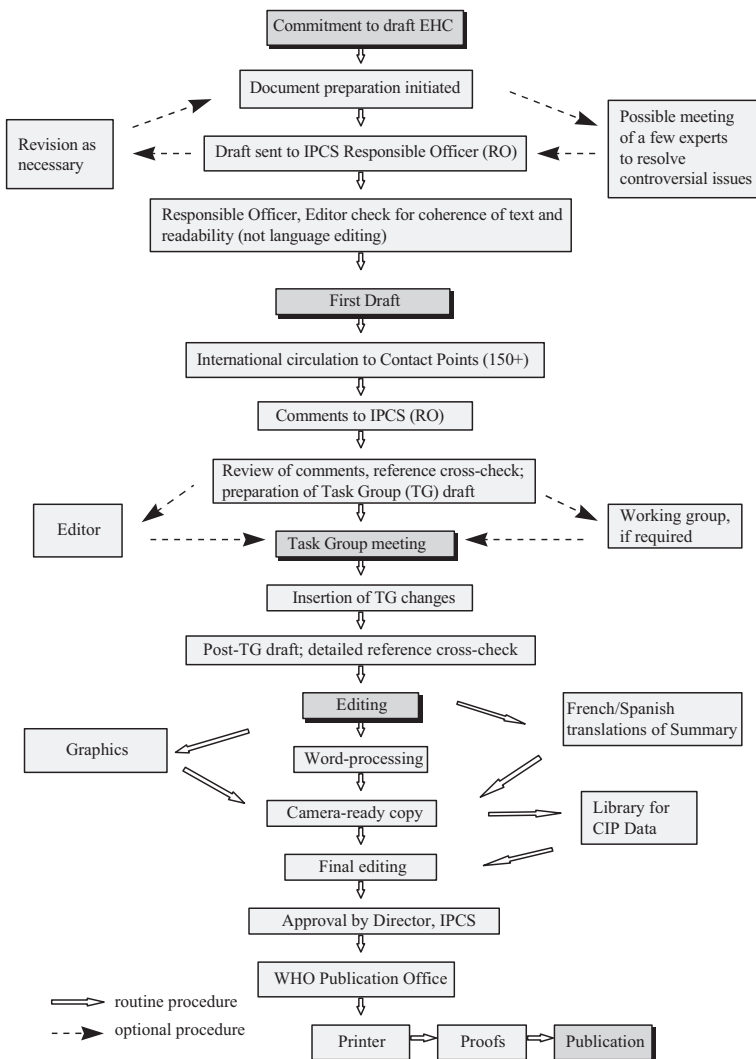 Commitment to draft EHC
Document preparation initiated
Revision as
necessary
Draft sent to IPCS Responsible Officer (RO)
Possible meeting
of a few experts
to resolve
controversial issues
Responsible Officer, Editor check for coherence of text and
readability (not language editing)
First Draft
International circulation to Contact Points (150+)
Comments to IPCS (RO)
Review of comments, reference cross-check;
preparation of Task Group (TG) draft
Editor
Task Group meeting
Working group,
if required
Insertion of TG changes
Post-TG draft; detailed reference cross-check
Editing
French/Spanish
translations of Summary
Graphics
Word-processing
Camera-ready copy
Library for
CIP Data
Final editing
Approval by Director, IPCS
WHO Publication Office
routine procedure
optional procedure
Printer
Proofs
Publication